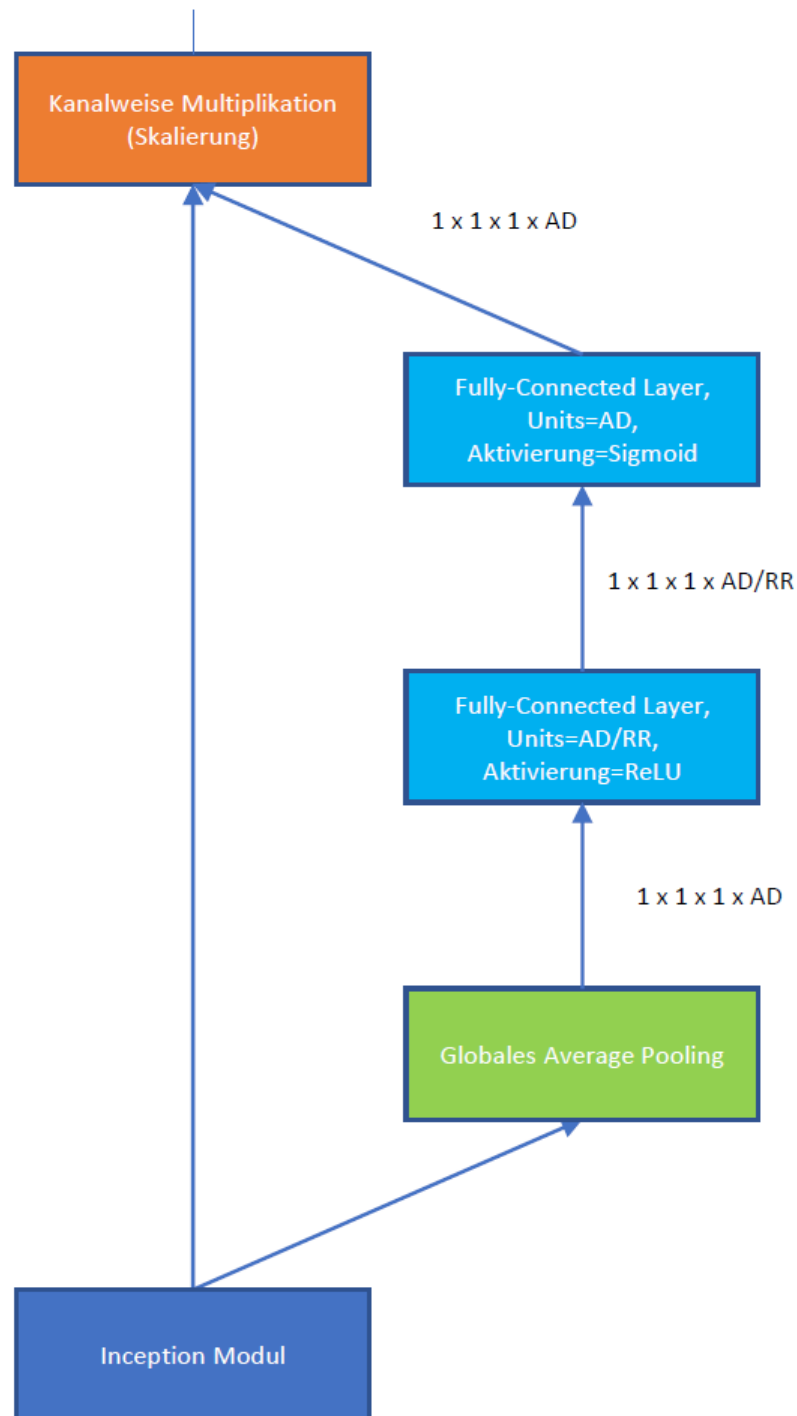 Kanalweise Multiplikation
(Skalierung)
1 x 1 x 1 x AD
Fully-Connected Layer,
Units=AD,
Aktivierung=Sigmoid
1 x 1 x 1 x AD/RR
Fully-Connected Layer,
Units=AD/RR,
Aktivierung=ReLU
1 x 1 x 1 x AD
Globales Average Pooling
Inception Modul